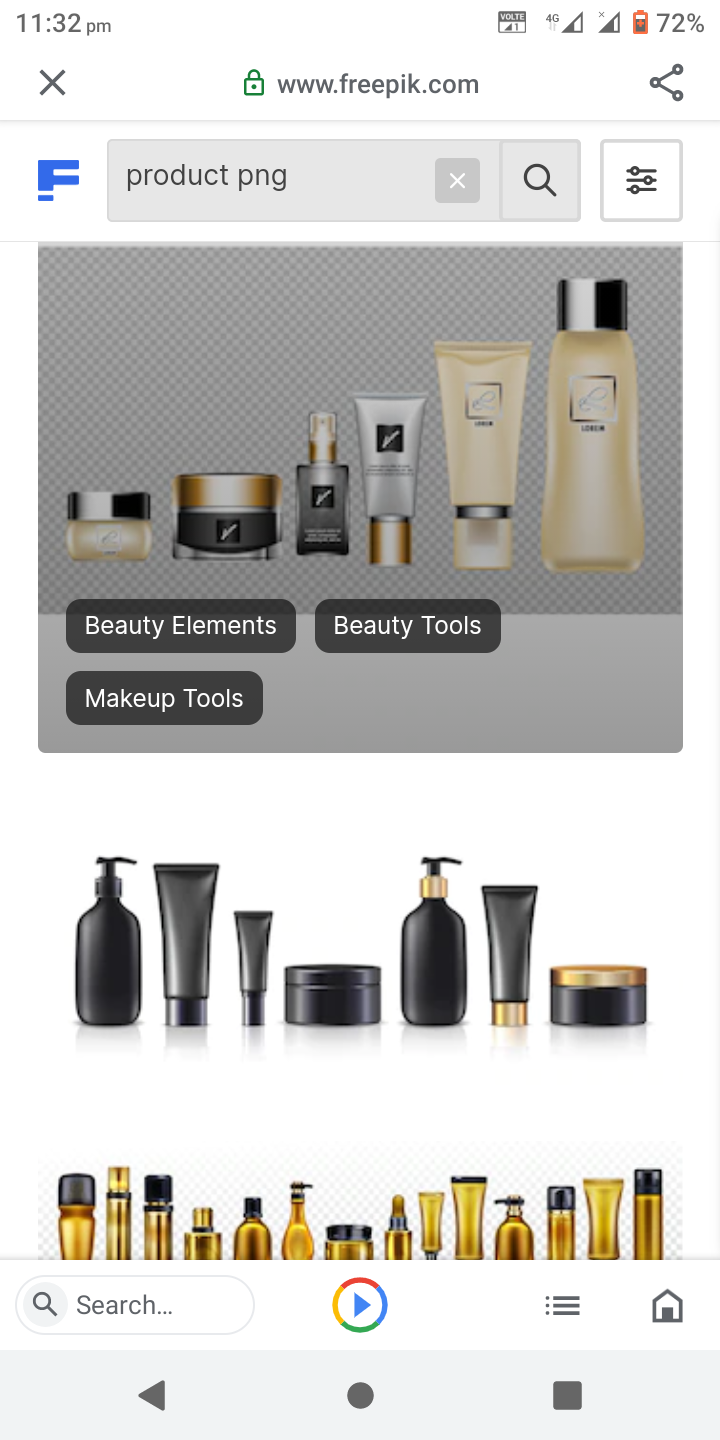 11:32 pm
VOLTE
1
4G
72%
www.freepik.com
product png
LOREM
LOREM
Beauty Elements
Beauty Tools
Makeup Tools
Search...